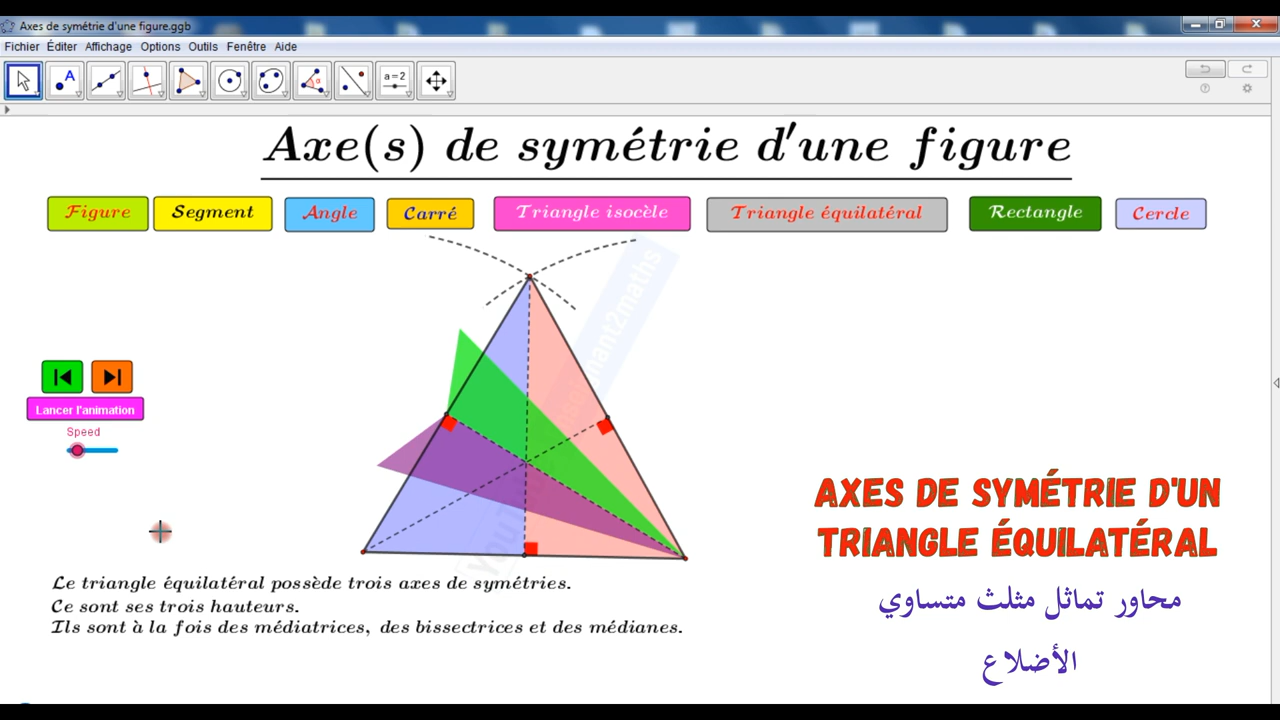 Axes de symétrie d'une figure.ggb
Fichier Éditer Affichage Options Outils Fenêtre Aide
A
α
a=2
Axe(s) de symétrie d'une figure
Figure Segment Angle Carré Triangle isocèle Triangle équilatéral Rectangle Cercle
Lancer l'animation
Speed
AXES DE SYMÉTRIE D'UN
TRIANGLE ÉQUILATÉRAL
محاور تماثل مثلث متساوي
الأضلاع
Le triangle équilatéral possède trois axes de symétries.
Ce sont ses trois hauteurs.
Ils sont à la fois des médiatrices, des bissectrices et des médianes.